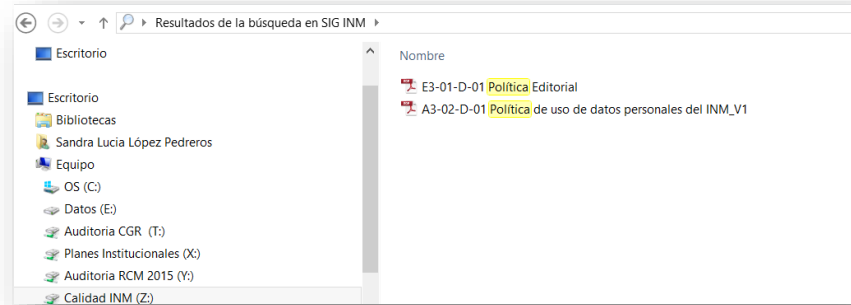 Resultados de la búsqueda en SIG INM
Escritorio
Escritorio
Bibliotecas
Sandra Lucia López Pedreros
Equipo
OS (C:)
Datos (E:)
Auditoria CGR (T:)
Planes Institucionales (X:)
Auditoria RCM 2015 (Y:)
Calidad INM (Z:)
Nombre
E3-01-D-01 Política Editorial
A3-02-D-01 Política de uso de datos personales del INM_V1